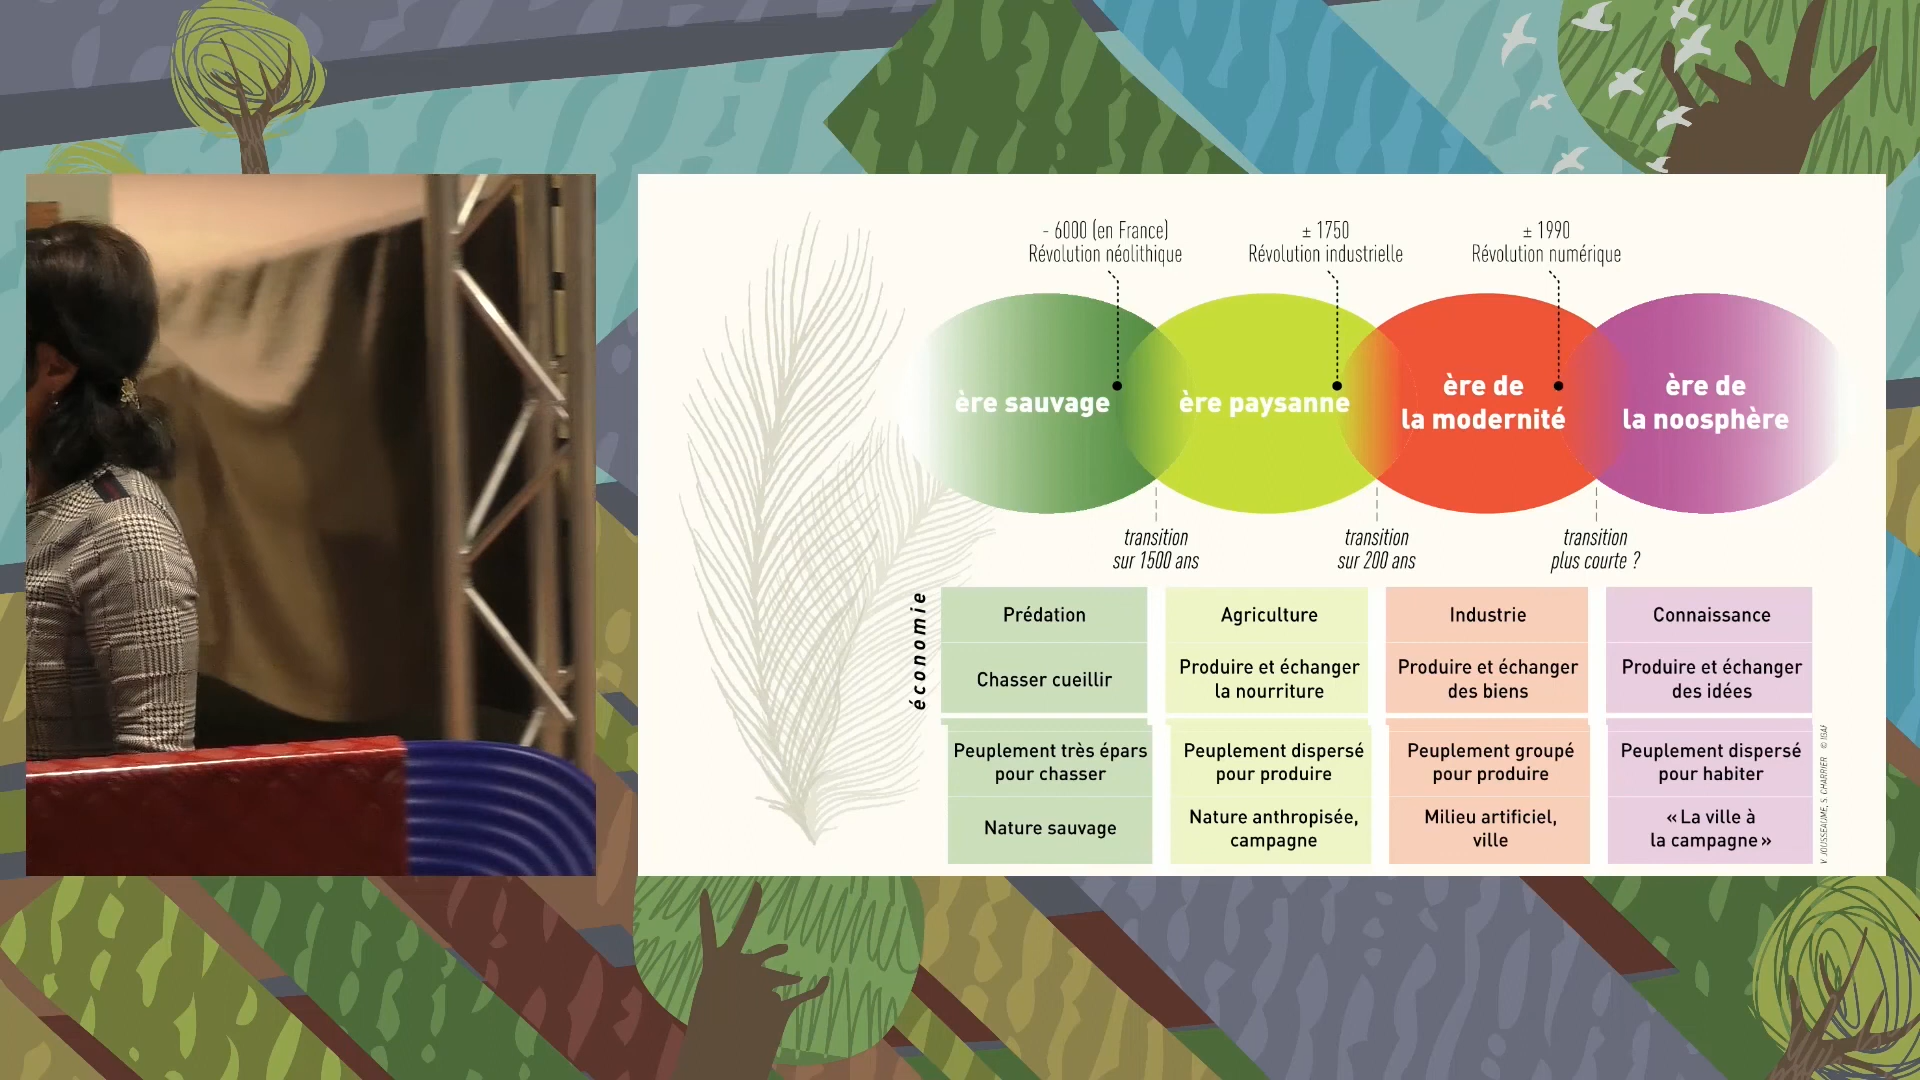 - 6000 (en France)
Révolution néolithique
± 1750
Révolution industrielle
± 1990
Révolution numérique
ère sauvage
ère paysanne
ère de
la modernité
ère de
la noosphère
transition
sur 1500 ans
transition
sur 200 ans
transition
plus courte ?
économie
Prédation
Agriculture
Industrie
Connaissance
Chasser cueillir
Produire et échanger
la nourriture
Produire et échanger
des biens
Produire et échanger
des idées
Peuplement très épars
pour chasser
Peuplement dispersé
pour produire
Peuplement groupé
pour produire
Peuplement dispersé
pour habiter
Nature sauvage
Nature anthropisée,
campagne
Milieu artificiel,
ville
« La ville à
la campagne »
V. JOUSSEAUME, S. CHARRIER ©